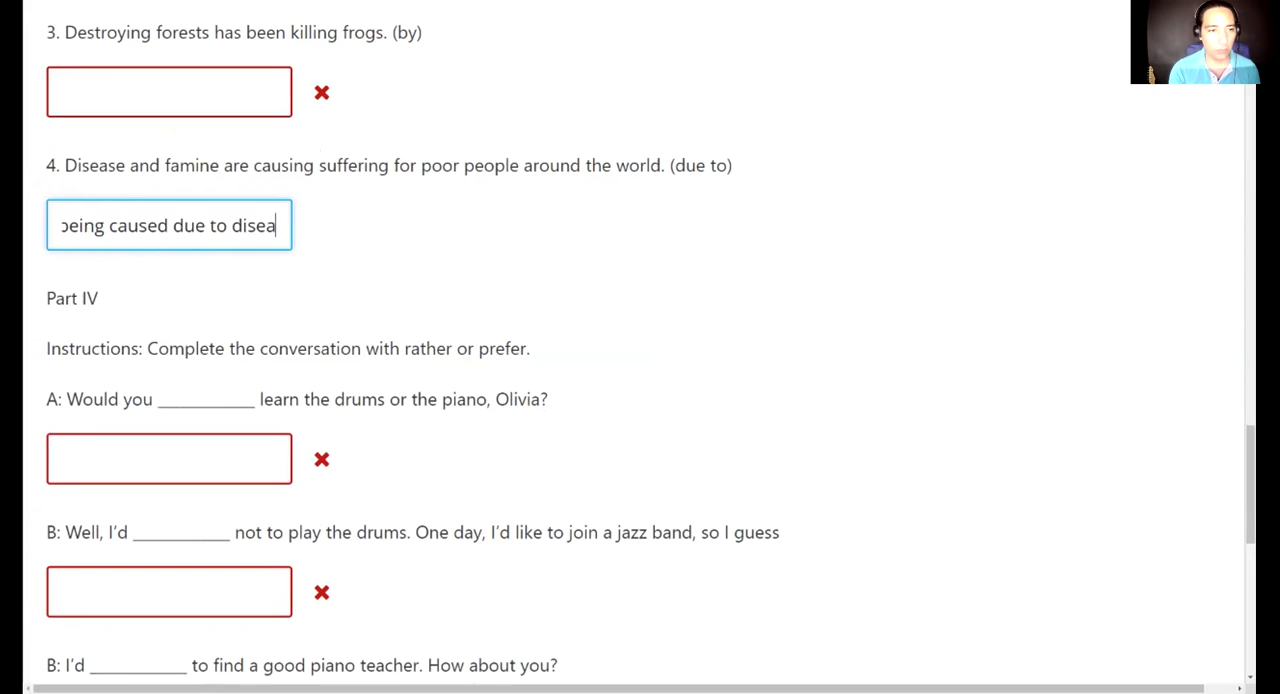 3. Destroying forests has been killing frogs. (by)
4. Disease and famine are causing suffering for poor people around the world. (due to)
being caused due to disea
Part IV
Instructions: Complete the conversation with rather or prefer.
A: Would you ___________ learn the drums or the piano, Olivia?
B: Well, I’d ___________ not to play the drums. One day, I’d like to join a jazz band, so I guess
B: I’d ___________ to find a good piano teacher. How about you?